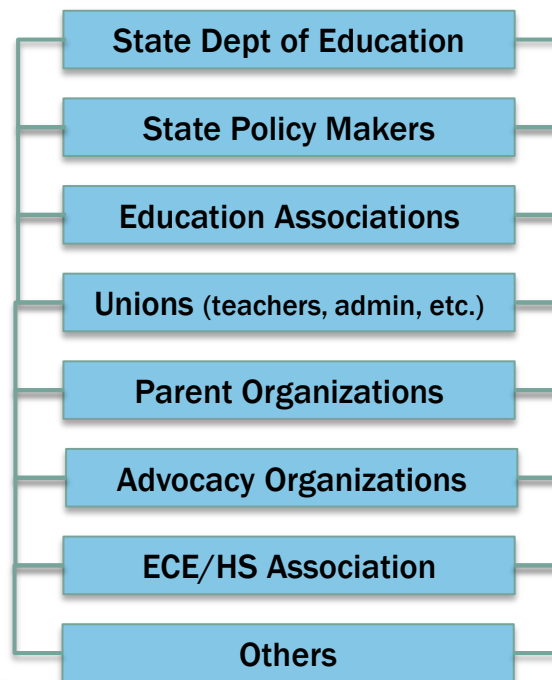 State Dept of Education
State Policy Makers
Education Associations
Unions (teachers, admin, etc.)
Parent Organizations
Advocacy Organizations
ECE/HS Association
Others